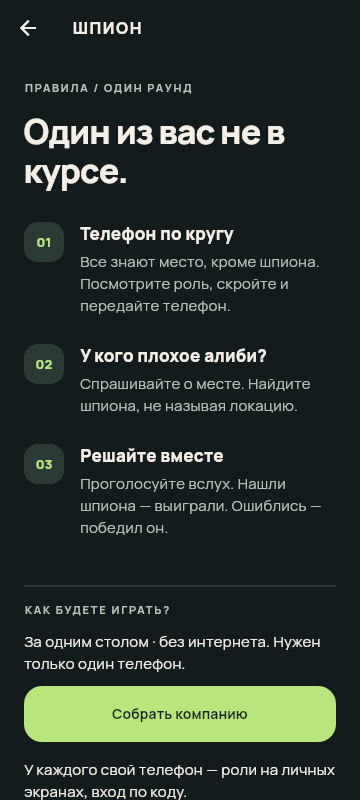 ШПИОН
ПРАВИЛА / ОДИН РАУНД
Один из вас не в
курсе.
01
Телефон по кругу
Все знают место, кроме шпиона.
Посмотрите роль, скройте и
передайте телефон.
02
У кого плохое алиби?
Спрашивайте о месте. Найдите
шпиона, не называя локацию.
03
Решайте вместе
Проголосуйте вслух. Нашли
шпиона — выиграли. Ошиблись —
победил он.
КАК БУДЕТЕ ИГРАТЬ?
За одним столом · без интернета. Нужен
только один телефон.
Собрать компанию
У каждого свой телефон — роли на личных
экранах, вход по коду.